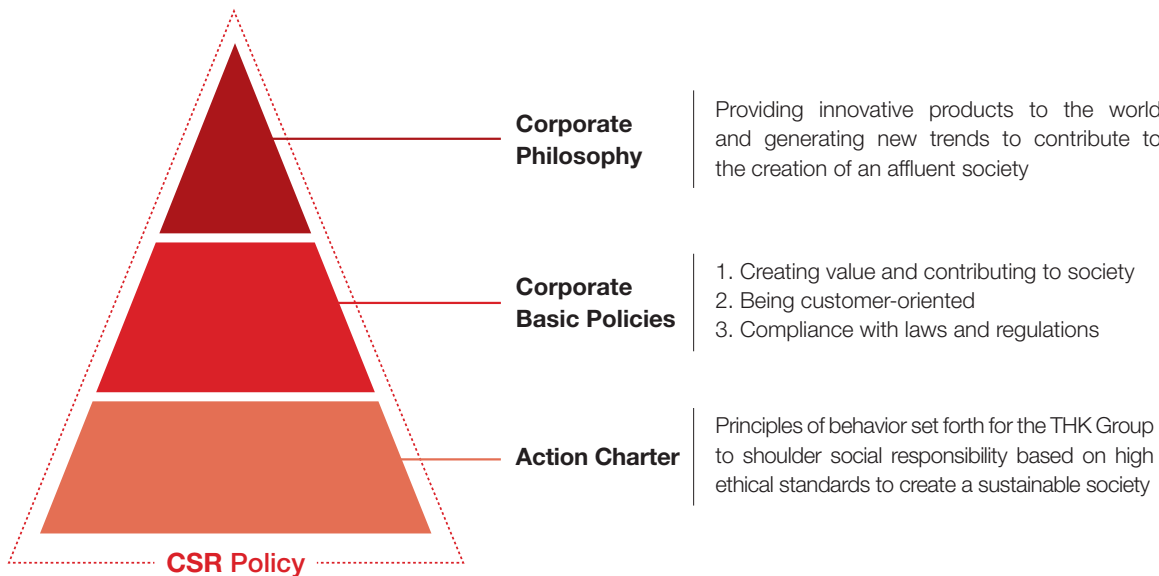 Corporate
Philosophy
Providing innovative products to the world
and generating new trends to contribute to
the creation of an affluent society
Corporate
Basic Policies
1. Creating value and contributing to society
2. Being customer-oriented
3. Compliance with laws and regulations
Action Charter
Principles of behavior set forth for the THK Group
to shoulder social responsibility based on high
ethical standards to create a sustainable society
CSR Policy